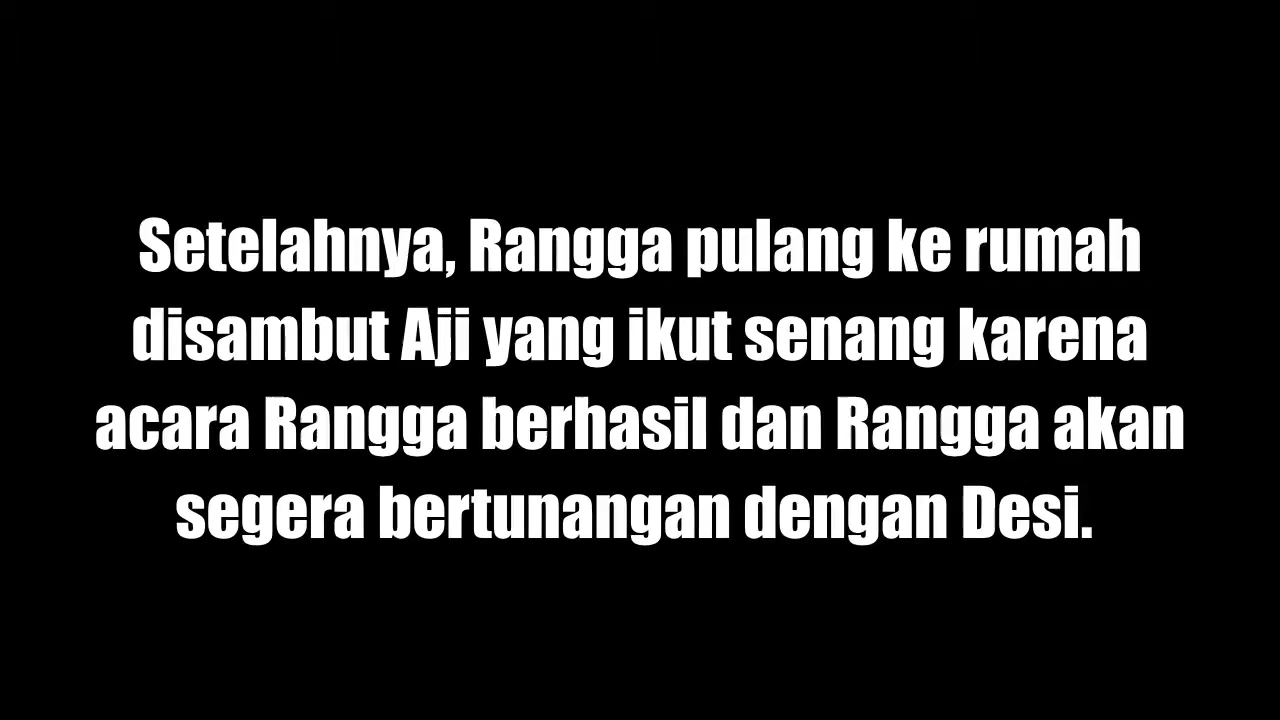 Setelahnya, Rangga pulang ke rumah
disambut Aji yang ikut senang karena
acara Rangga berhasil dan Rangga akan
segera bertunangan dengan Desi.